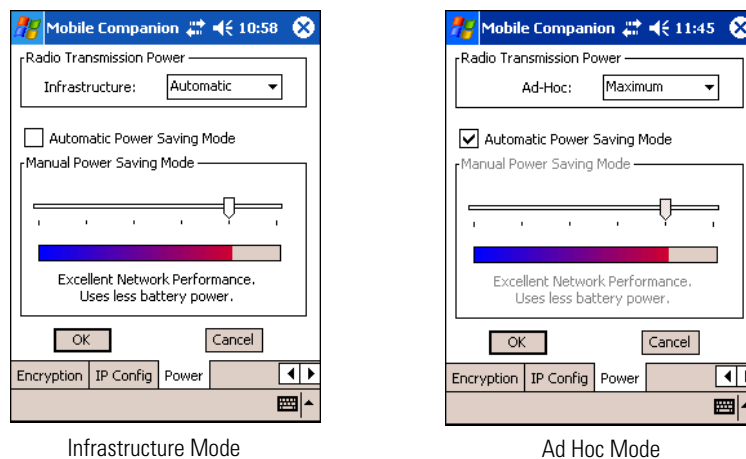 Mobile Companion 10:58
Radio Transmission Power
Infrastructure: Automatic
Automatic Power Saving Mode
Manual Power Saving Mode
Excellent Network Performance.
Uses less battery power.
OK Cancel
Encryption IP Config Power
Infrastructure Mode
Mobile Companion 11:45
Radio Transmission Power
Ad-Hoc: Maximum
Automatic Power Saving Mode
Manual Power Saving Mode
Excellent Network Performance.
Uses less battery power.
OK Cancel
Encryption IP Config Power
Ad Hoc Mode